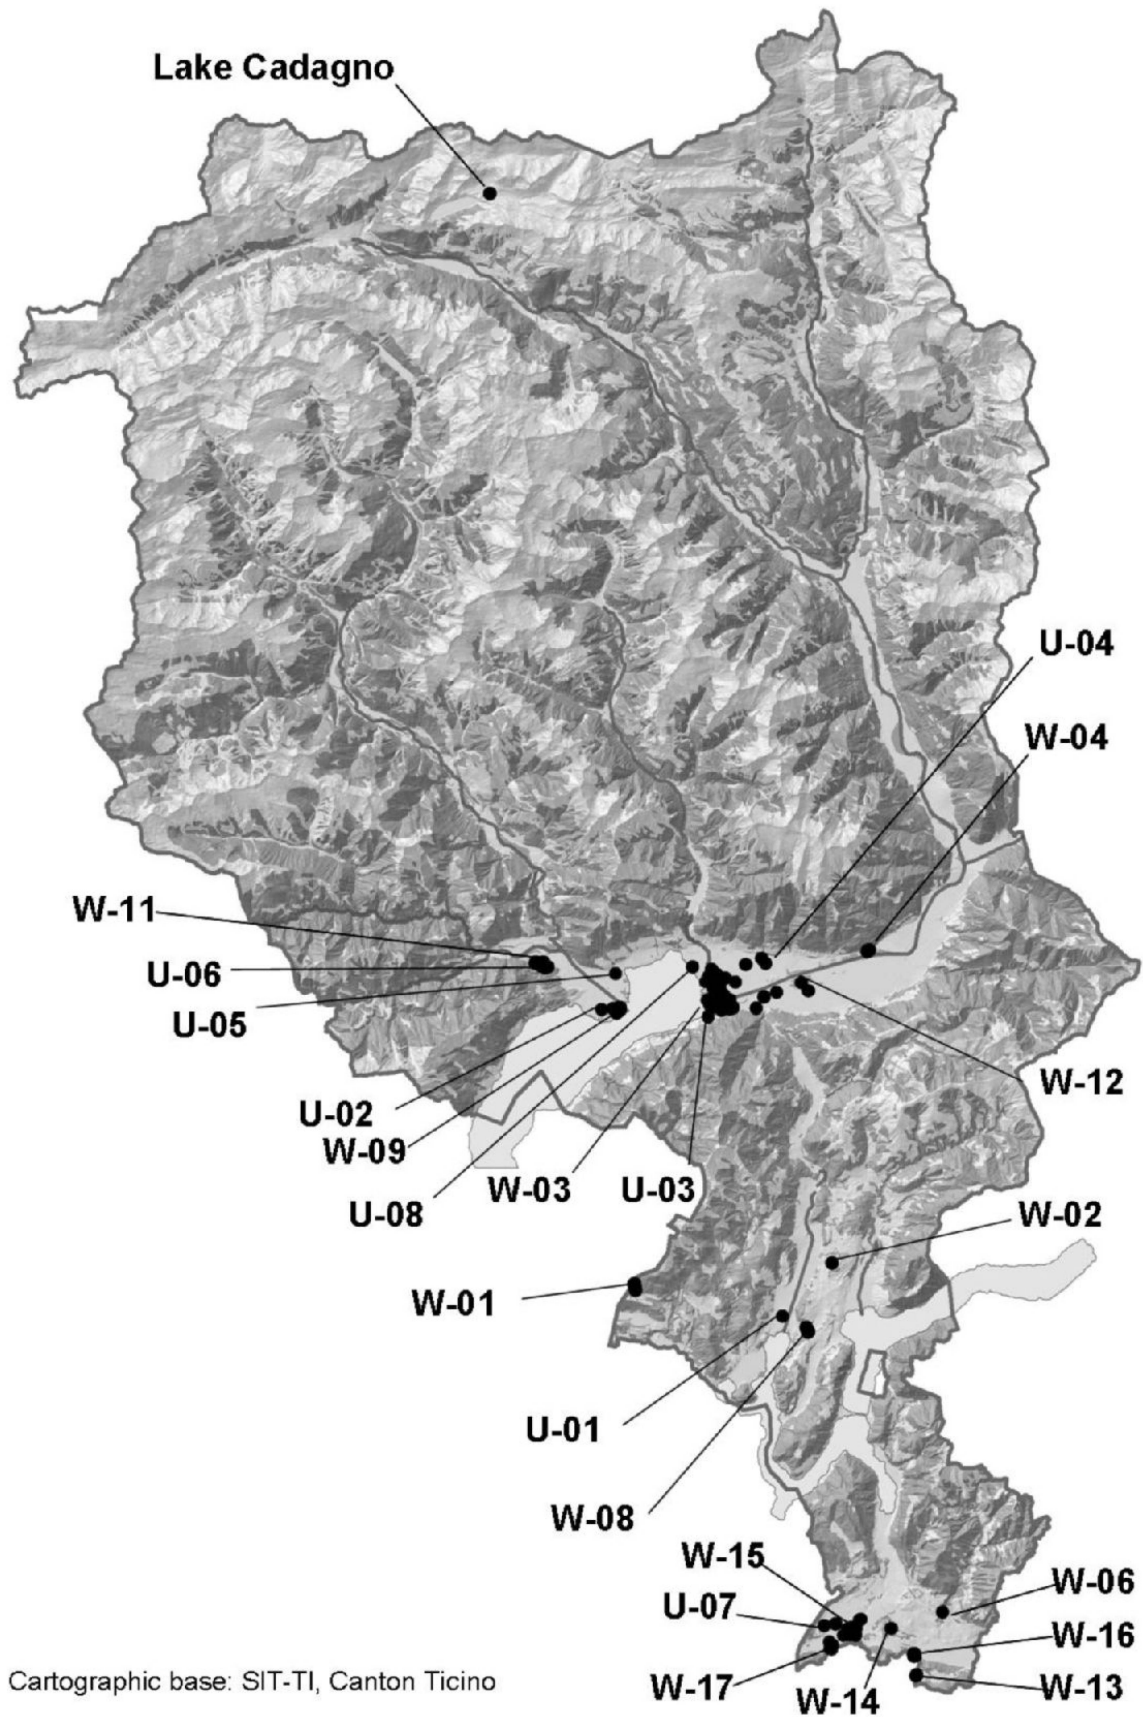 Lake Cadagno
U-04
W-04
W-11
U-06
U-05
W-12
U-02
W-09
W-03
U-03
U-08
W-02
W-01
U-01
W-08
W-15
U-07
W-06
W-16
W-17
W-14
W-13
Cartographic base: SIT-TI, Canton Ticino